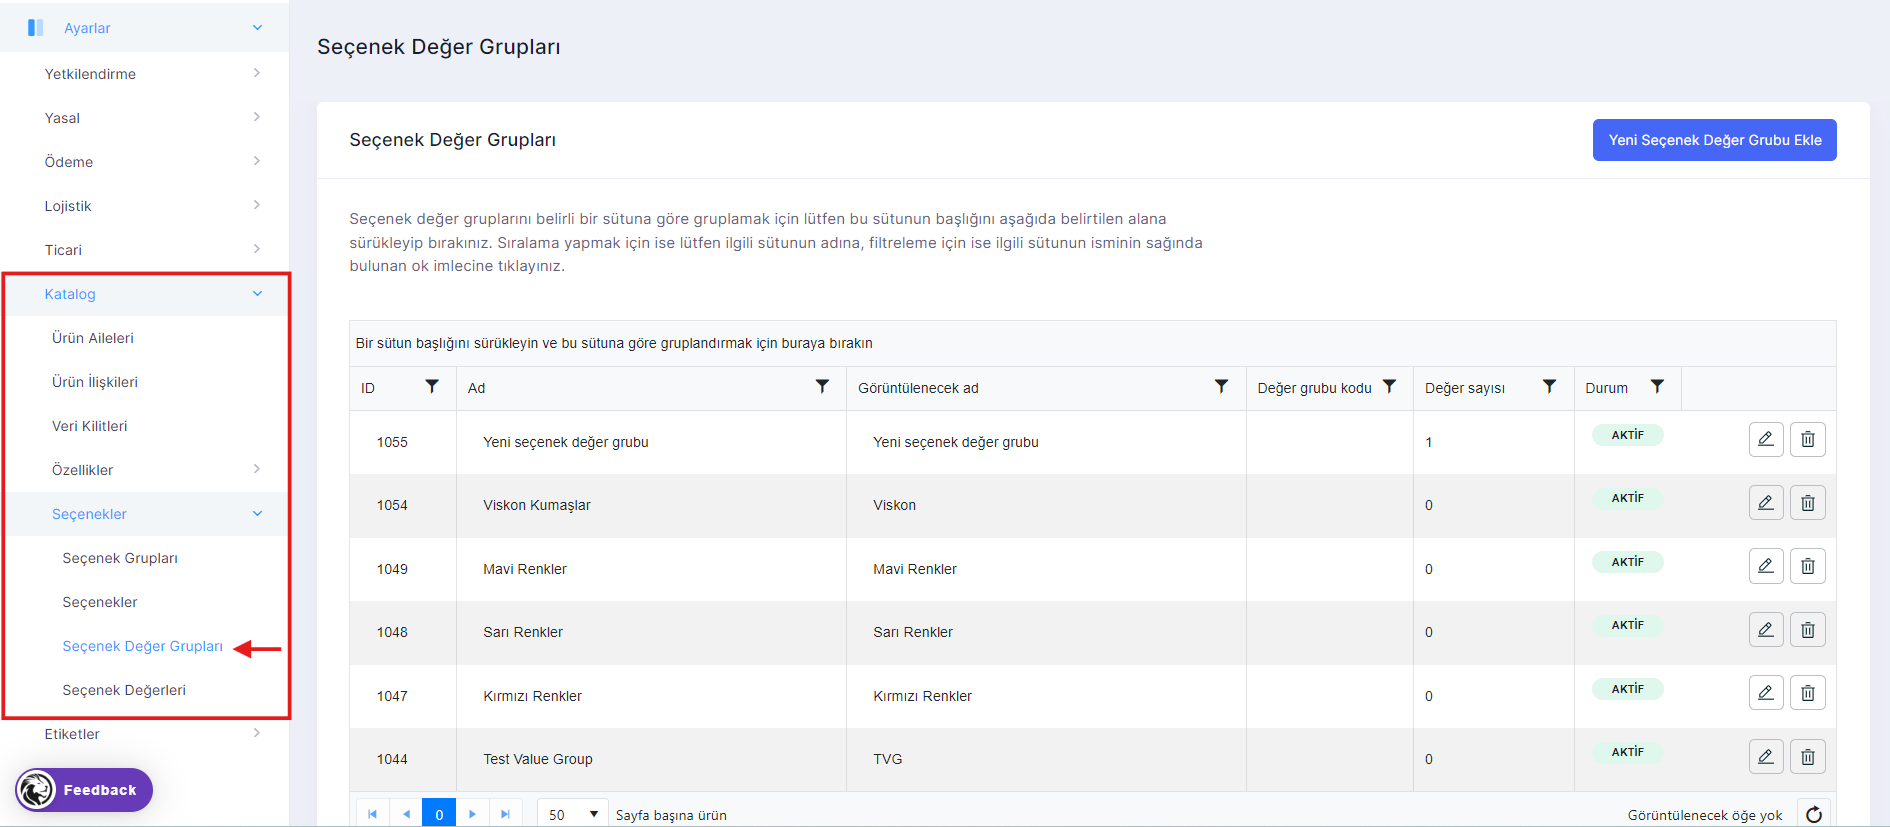 Ayarlar
Yetkilendirme
Yasal
Ödeme
Lojistik
Ticari
Katalog
Ürün Aileleri
Ürün İlişkileri
Veri Kilitleri
Özellikler
Seçenekler
Seçenek Grupları
Seçenekler
Seçenek Değer Grupları
Seçenek Değerleri
Etiketler
Feedback
Seçenek Değer Grupları
Seçenek Değer Grupları
Yeni Seçenek Değer Grubu Ekle
Seçenek değer gruplarını belirli bir sütuna göre gruplamak için lütfen bu sütunun başlığını aşağıda belirtilen alana
sürükleyip bırakınız. Sıralama yapmak için ise lütfen ilgili sütunun adına, filtreleme için ise ilgili sütunun isminin sağında
bulunan ok imlecine tıklayınız.
Bir sütun başlığını sürükleyin ve bu sütuna göre gruplandırmak için buraya bırakın
ID Ad Görüntülenecek ad Değer grubu kodu Değer sayısı Durum
1055 Yeni seçenek değer grubu Yeni seçenek değer grubu 1 AKTİF
1054 Viskon Kumaşlar Viskon 0 AKTİF
1049 Mavi Renkler Mavi Renkler 0 AKTİF
1048 Sarı Renkler Sarı Renkler 0 AKTİF
1047 Kırmızı Renkler Kırmızı Renkler 0 AKTİF
1044 Test Value Group TVG 0 AKTİF
0 50 Sayfa başına ürün Görüntülenecek öğe yok